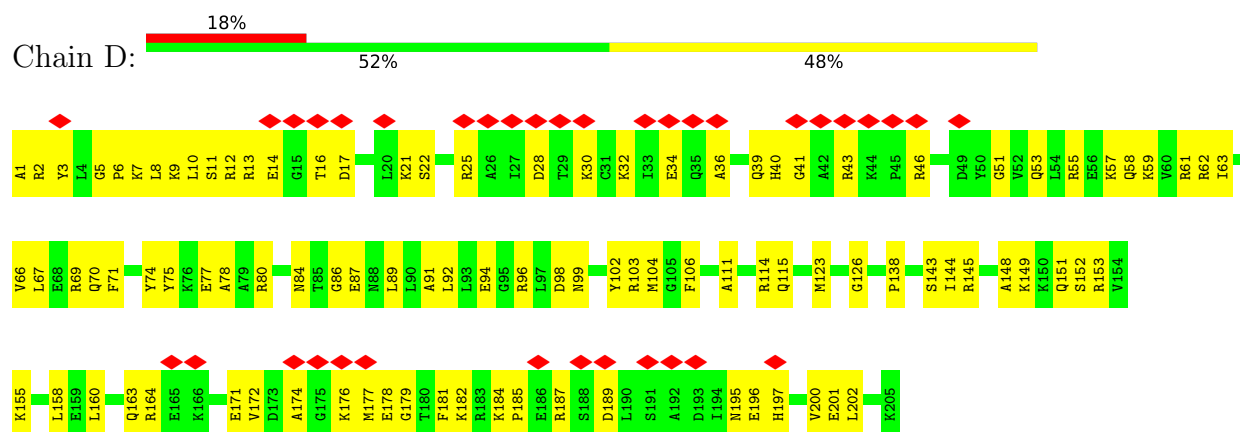 18%
Chain D:
52% 48%
A1 R2 Y3 L4 G5 P6 K7 L8 K9 L10 S11 R12 R13 E14 G15 T16 D17 L20 K21 S22 R25 A26 I27 D28 T29 K30 C31 K32 I33 E34 Q35 A36 Q39 H40 G41 A42 R43 K44 P45 R46 D49 Y50 G51 V52 Q53 L54 R55 E56 K57 Q58 K59 V60 R61 R62 I63
V66 L67 E68 R69 Q70 F71 Y74 Y75 K76 E77 A78 A79 R80 N84 T85 G86 E87 N88 L89 L90 A91 L92 L93 E94 G95 R96 L97 D98 N99 Y102 R103 M104 G105 F106 A111 R114 Q115 M123 G126 P138 S143 I144 R145 A148 K149 K150 Q151 S152 R153 V154
K155 L158 E159 L160 Q163 R164 E165 K166 E171 V172 D173 A174 G175 K176 M177 E178 G179 T180 F181 K182 R183 K184 P185 E186 R187 S188 D189 L190 S191 A192 D193 I194 N195 E196 H197 V200 E201 L202 K205